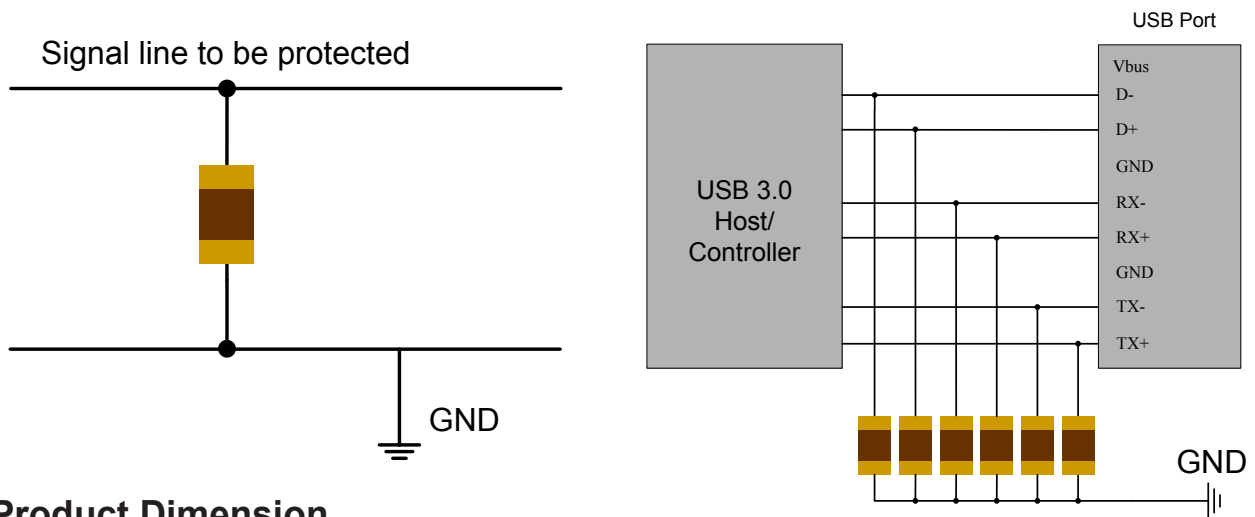 Signal line to be protected
GND
USB Port
USB 3.0
Host/
Controller
Vbus
D-
D+
GND
RX-
RX+
GND
TX-
TX+
GND
Product Dimension